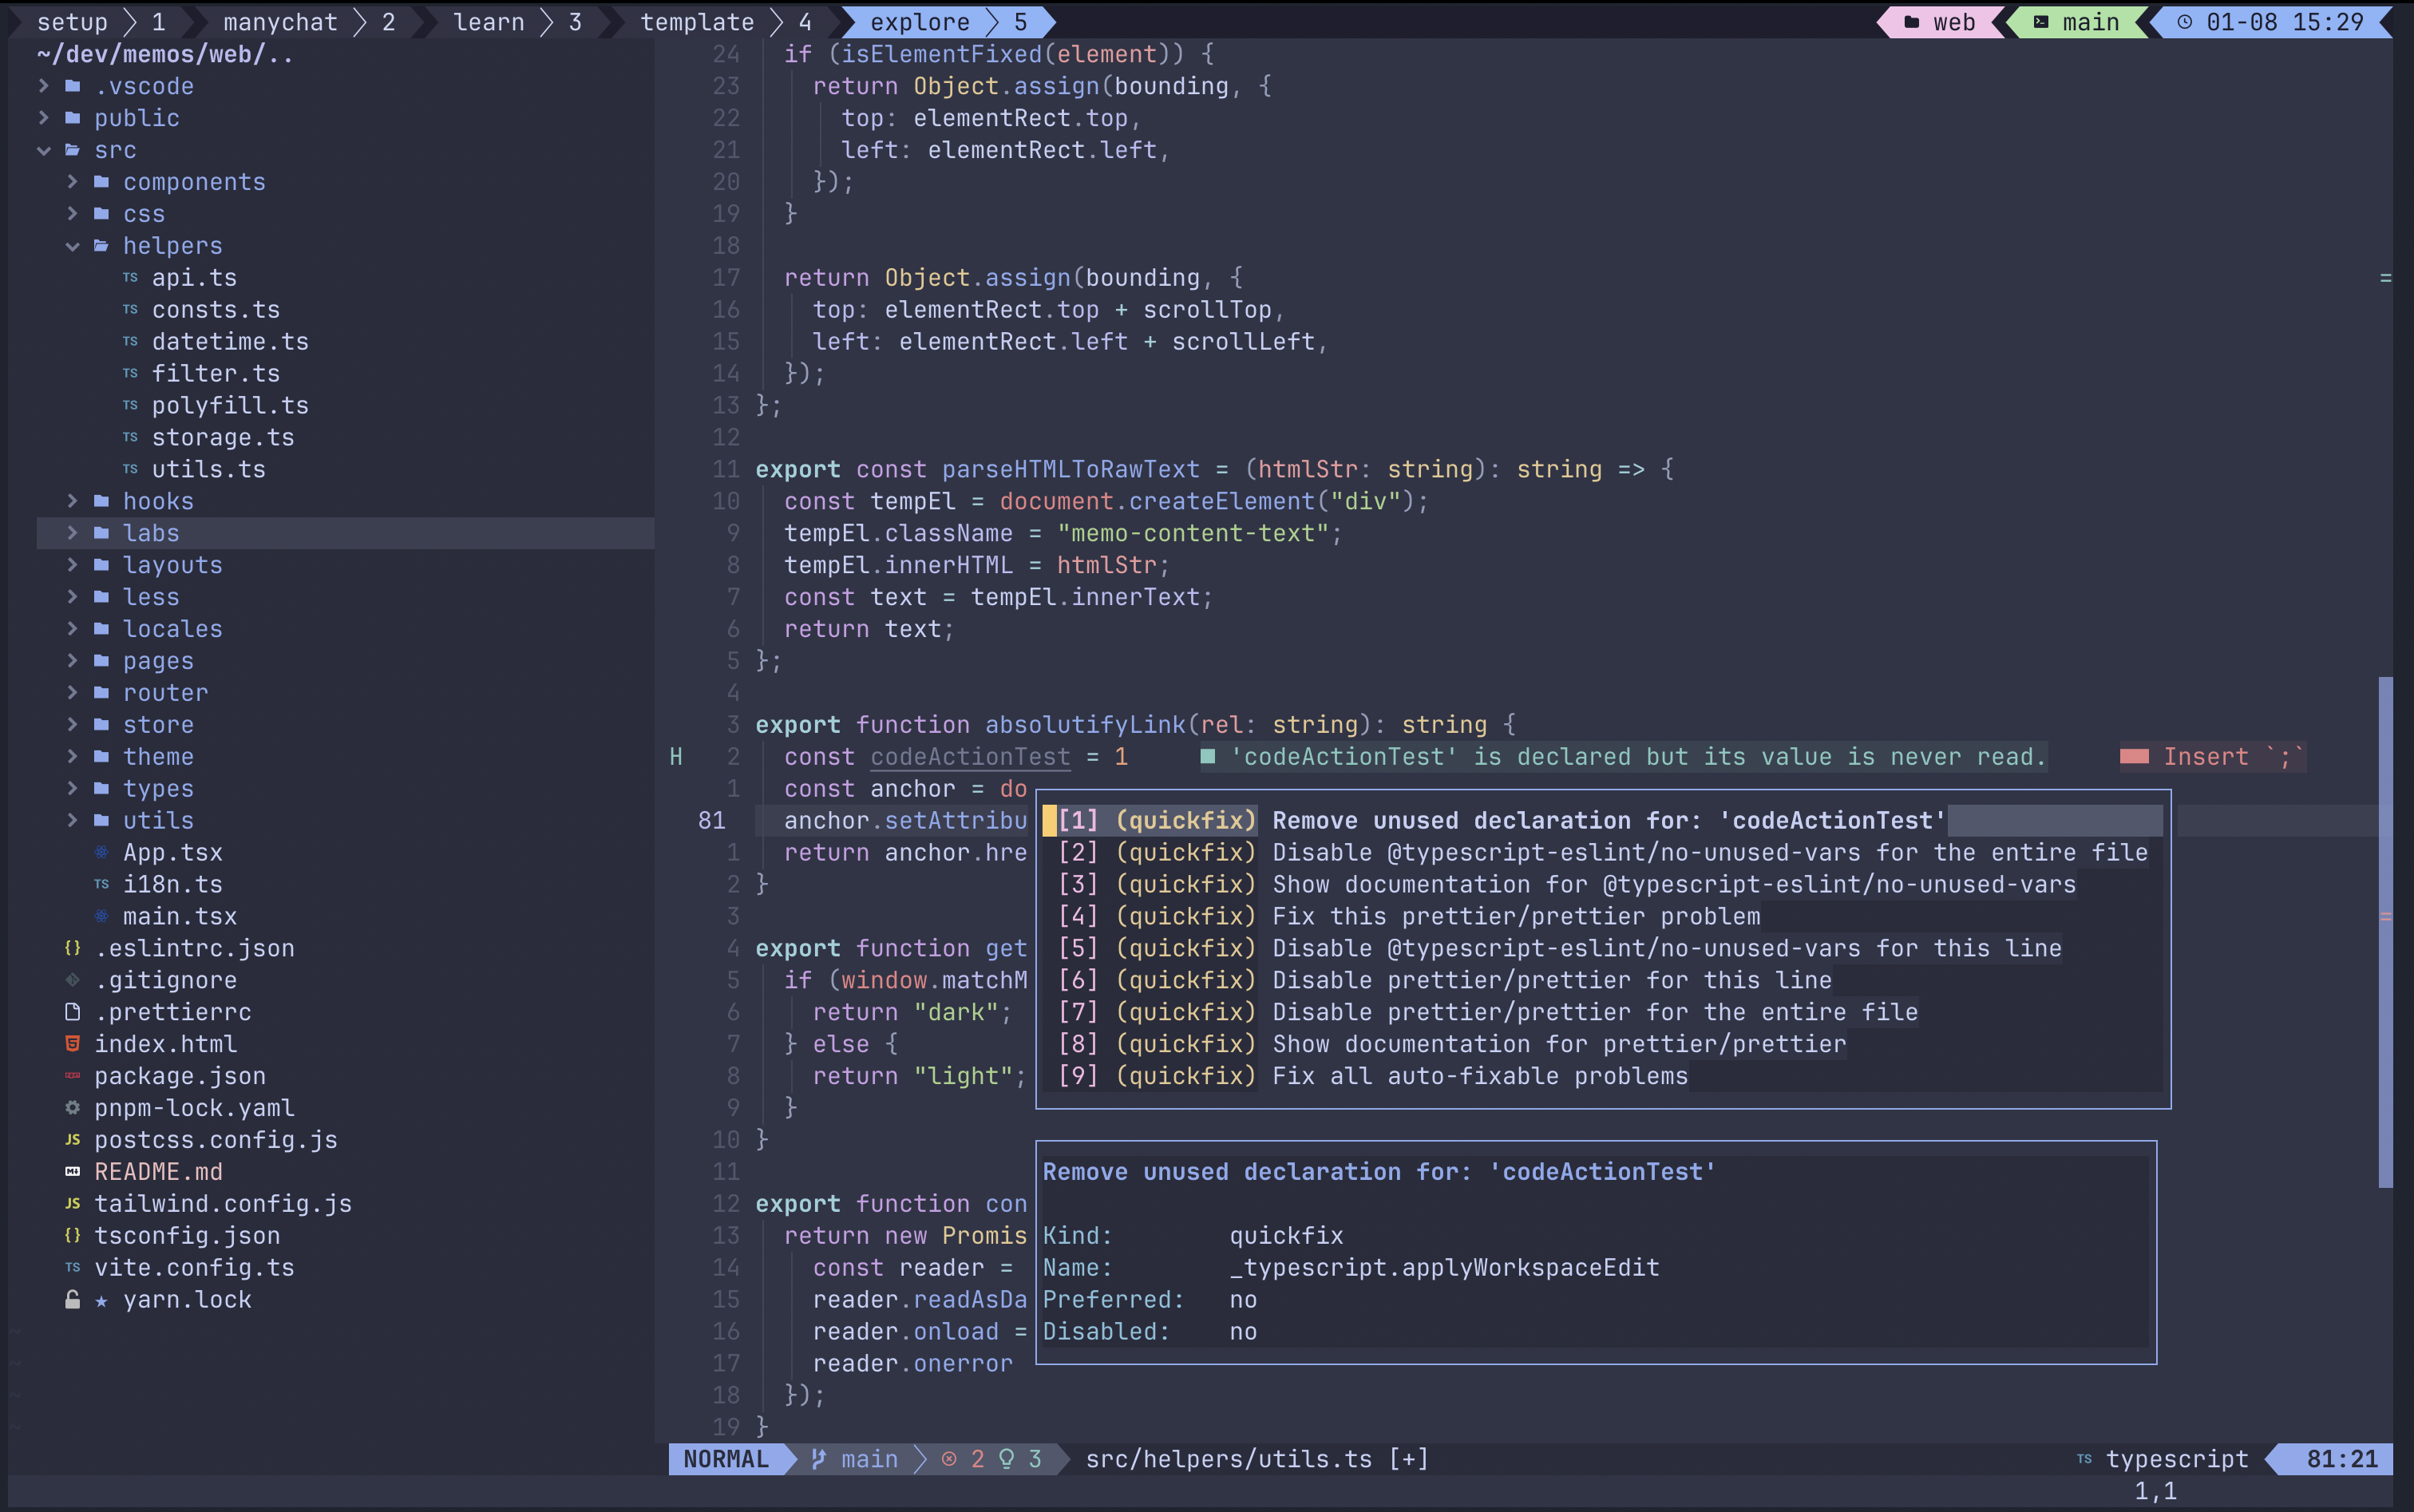 setup 1 manychat 2 learn 3 template 4 explore 5 web main 01-08 15:29
~/dev/memos/web/..
.vscode
public
src
components
css
helpers
TS api.ts
TS consts.ts
TS datetime.ts
TS filter.ts
TS polyfill.ts
TS storage.ts
TS utils.ts
hooks
labs
layouts
less
locales
pages
router
store
theme
types
utils
App.tsx
TS i18n.ts
main.tsx
{} .eslintrc.json
.gitignore
.prettierrc
index.html
package.json
pnpm-lock.yaml
JS postcss.config.js
README.md
JS tailwind.config.js
{} tsconfig.json
TS vite.config.ts
★ yarn.lock
24 if (isElementFixed(element)) {
23 return Object.assign(bounding, {
22 top: elementRect.top,
21 left: elementRect.left,
20 });
19 }
18
17 return Object.assign(bounding, {
16 top: elementRect.top + scrollTop,
15 left: elementRect.left + scrollLeft,
14 });
13 };
12
11 export const parseHTMLToRawText = (htmlStr: string): string => {
10 const tempEl = document.createElement("div");
9 tempEl.className = "memo-content-text";
8 tempEl.innerHTML = htmlStr;
7 const text = tempEl.innerText;
6 return text;
5 };
4
3 export function absolutifyLink(rel: string): string {
H 2 const codeActionTest = 1 ■ 'codeActionTest' is declared but its value is never read. ■■ Insert `;`
1 const anchor = do
81 anchor.setAttribu
1 return anchor.hre
2 }
3
4 export function get
5 if (window.matchM
6 return "dark";
7 } else {
8 return "light";
9 }
10 }
11
12 export function con
13 return new Promis
14 const reader =
15 reader.readAsDa
16 reader.onload =
17 reader.onerror
18 });
19 }
[1] (quickfix) Remove unused declaration for: 'codeActionTest'
[2] (quickfix) Disable @typescript-eslint/no-unused-vars for the entire file
[3] (quickfix) Show documentation for @typescript-eslint/no-unused-vars
[4] (quickfix) Fix this prettier/prettier problem
[5] (quickfix) Disable @typescript-eslint/no-unused-vars for this line
[6] (quickfix) Disable prettier/prettier for this line
[7] (quickfix) Disable prettier/prettier for the entire file
[8] (quickfix) Show documentation for prettier/prettier
[9] (quickfix) Fix all auto-fixable problems
Remove unused declaration for: 'codeActionTest'
Kind: quickfix
Name: _typescript.applyWorkspaceEdit
Preferred: no
Disabled: no
NORMAL main 2 3 src/helpers/utils.ts [+] TS typescript 81:21
1,1